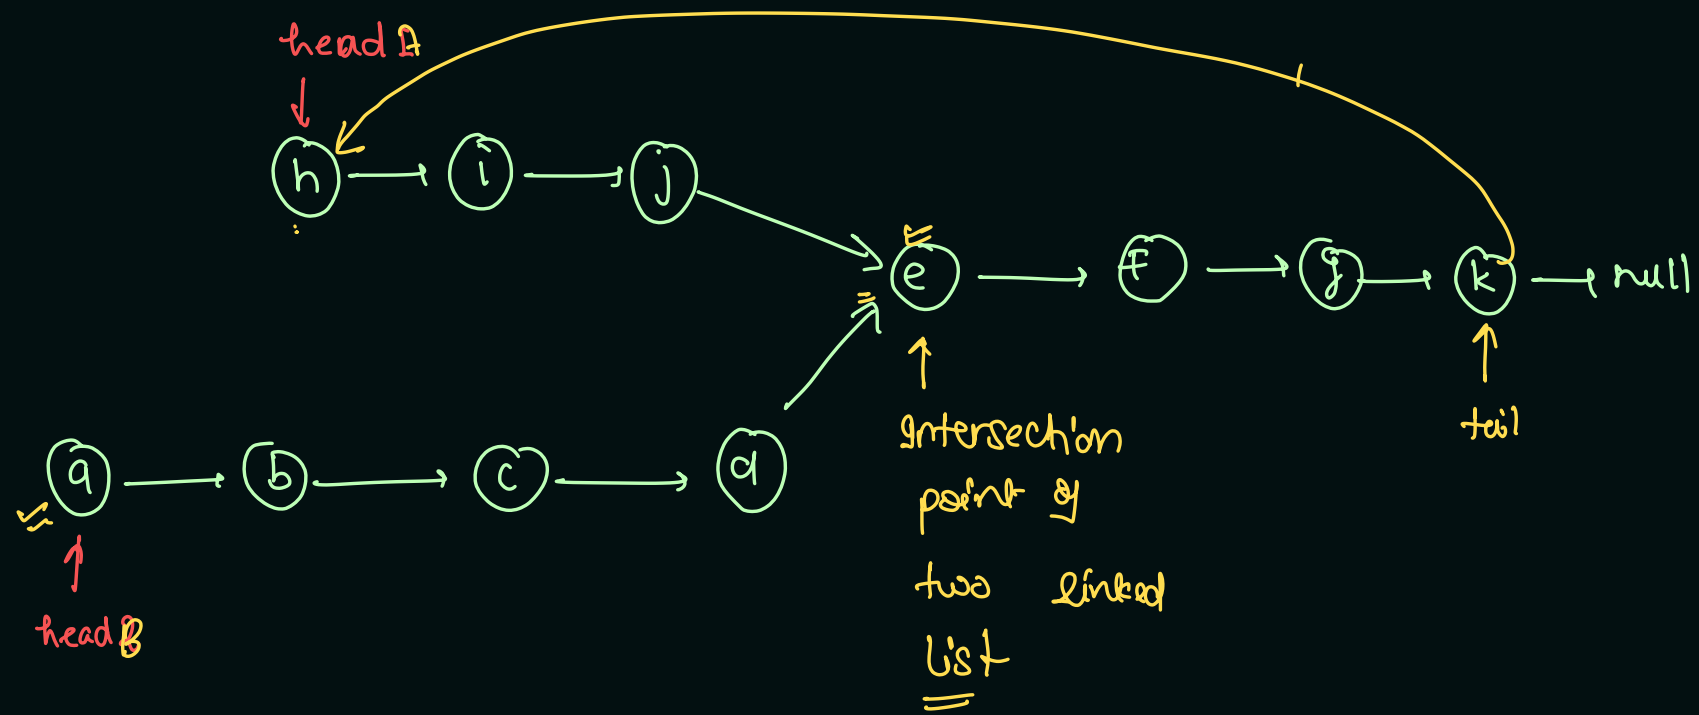 head A
h i j
e f g k null
tail
a b c d
head B
Intersection
point of
two linked
list